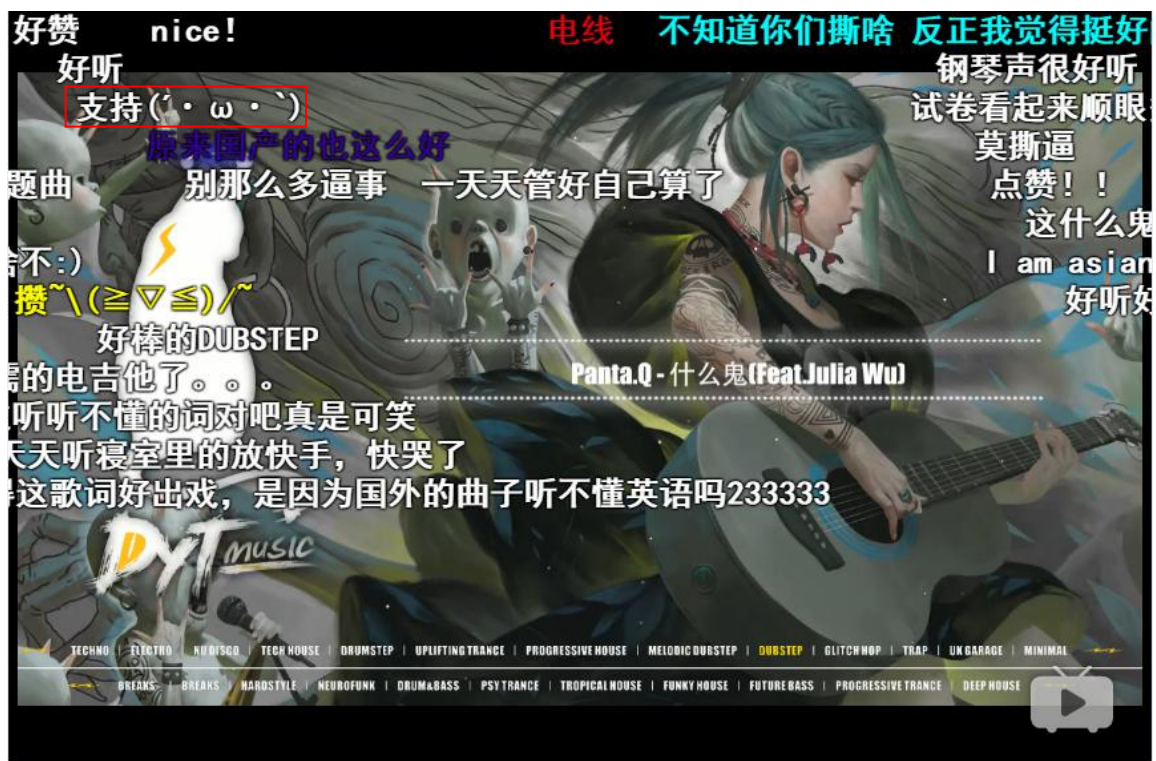 好赞 nice! 电线 不知道你们撕啥 反正我觉得挺好
好听 钢琴声很好听
支持(´・ω・`) 试卷看起来顺眼
原来国产的也这么好 莫撕逼
题曲 别那么多逼事 一天天管好自己算了 点赞！！
这什么鬼
不:) I am asian
攒~\(≧▽≦)/~ 好听好
好棒的DUBSTEP
的电吉他了。。。
Panta.Q - 什么鬼(Feat.Julia Wu)
听听不懂的词对吧真是可笑
天天听寝室里的放快手，快哭了
这歌词好出戏，是因为国外的曲子听不懂英语吗233333
DYT MUSIC
TECHNO | ELECTRO | NU DISCO | TECH HOUSE | DRUMSTEP | UPLIFTING TRANCE | PROGRESSIVE HOUSE | MELODIC DUBSTEP | DUBSTEP | GLITCH HOP | TRAP | UK GARAGE | MINIMAL
BREAKS | BREAKS | HARDSTYLE | NEUROFUNK | DRUM&BASS | PSY TRANCE | TROPICAL HOUSE | FUNKY HOUSE | FUTURE BASS | PROGRESSIVE TRANCE | DEEP HOUSE